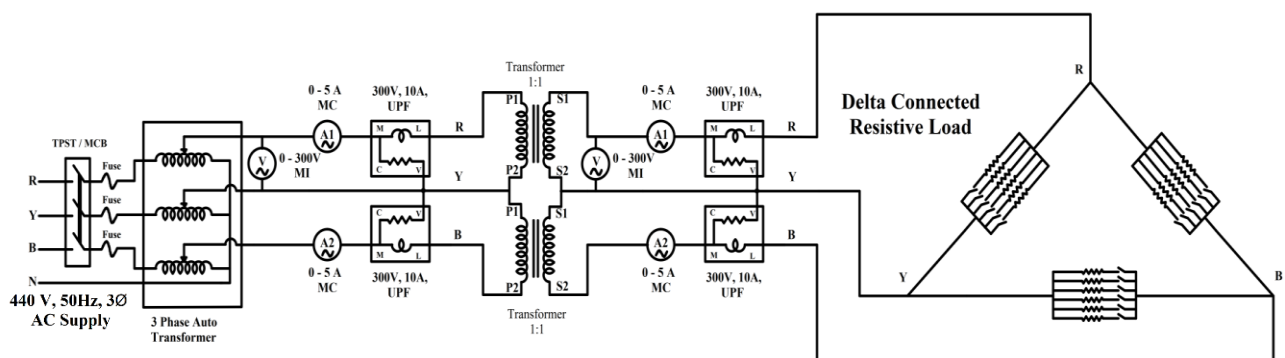 TPST / MCB
R
Y
B
N
Fuse
Fuse
Fuse
440 V, 50Hz, 3Ø
AC Supply
3 Phase Auto
Transformer
V
0 - 300V
MI
0 - 5 A
MC
A1
300V, 10A,
UPF
M
L
C
V
R
Y
C
V
M
L
B
A2
0 - 5 A
MC
300V, 10A,
UPF
Transformer
1:1
P1
S1
P2
S2
P1
S1
P2
S2
Transformer
1:1
V
0 - 300V
MI
0 - 5 A
MC
A1
300V, 10A,
UPF
M
L
C
V
R
Y
C
V
M
L
B
A2
0 - 5 A
MC
300V, 10A,
UPF
Delta Connected
Resistive Load
R
Y
B